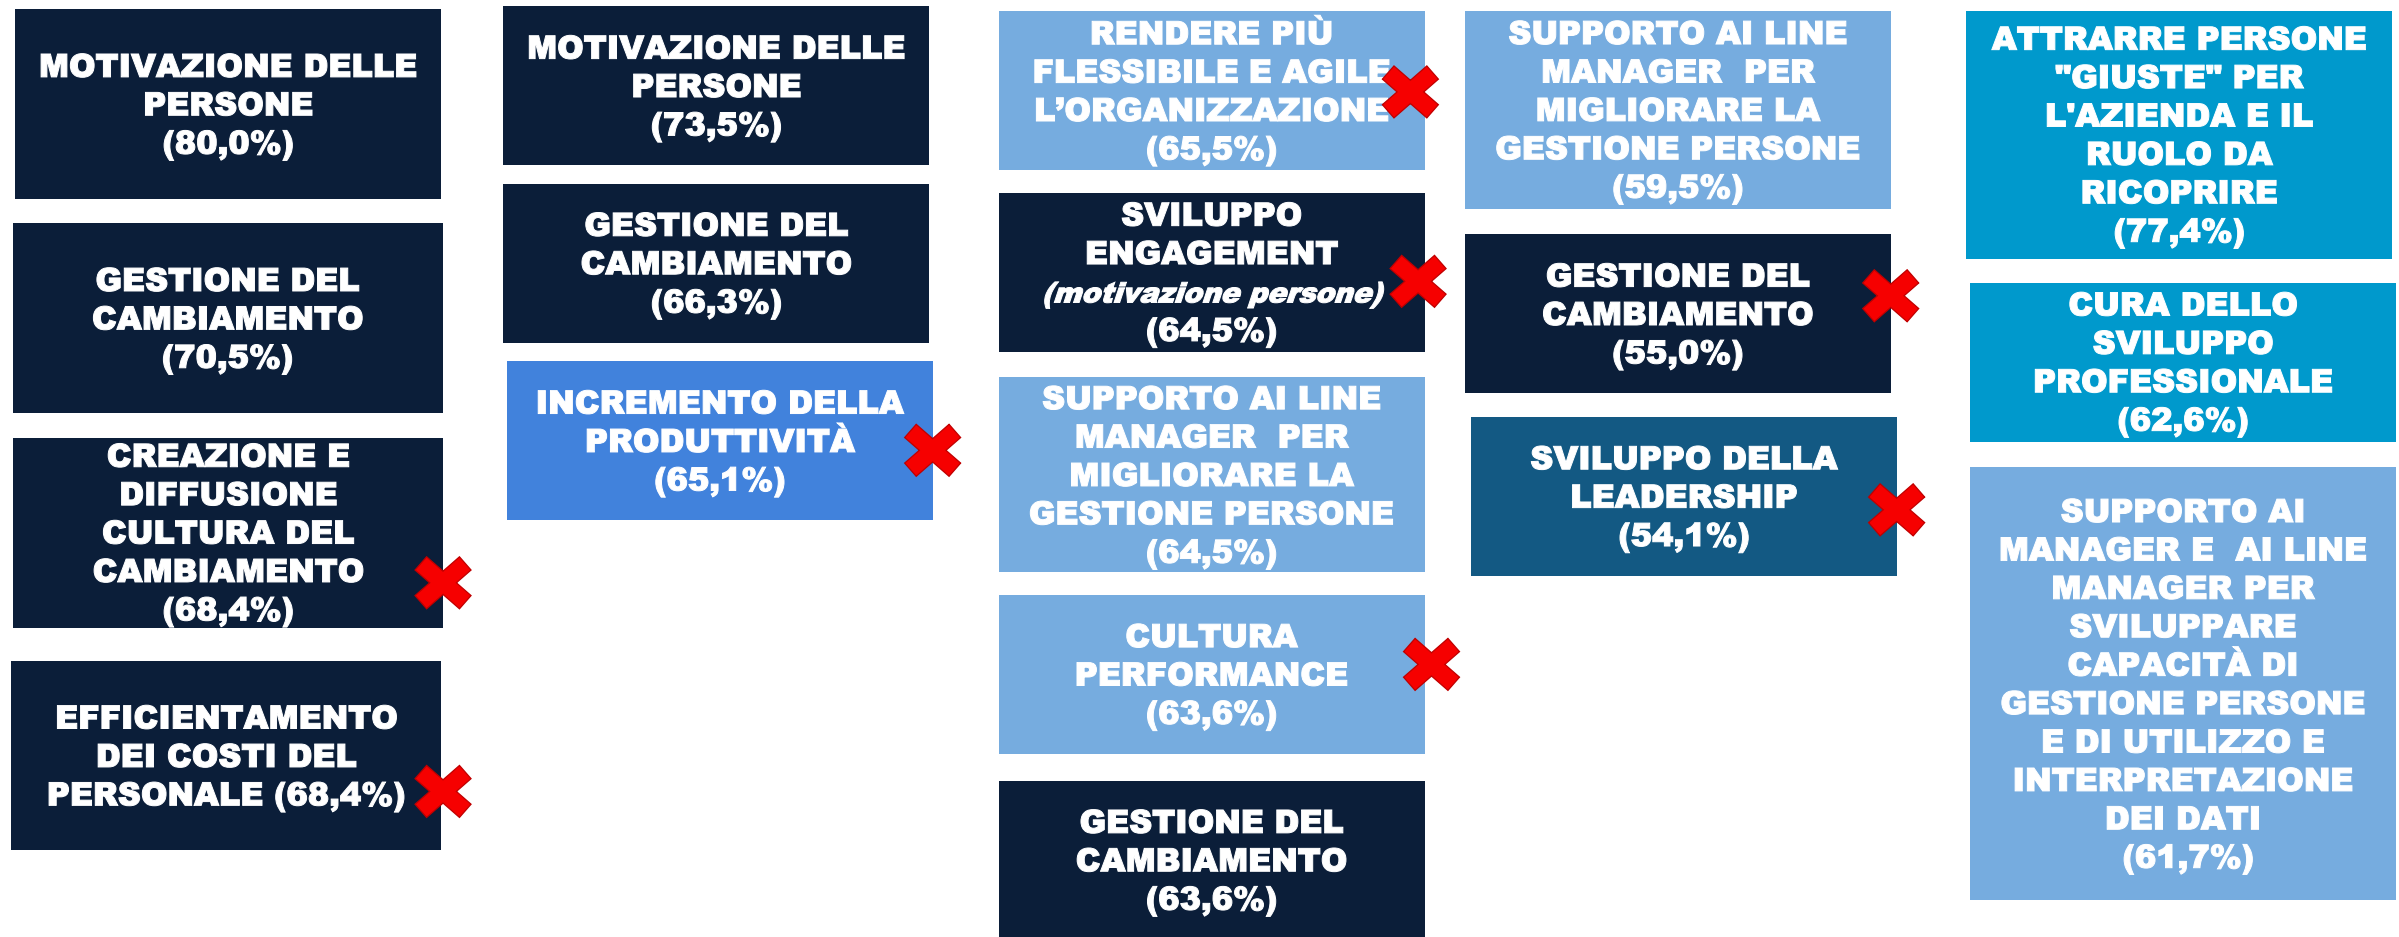 MOTIVAZIONE DELLE
PERSONE
(80,0%)
GESTIONE DEL
CAMBIAMENTO
(70,5%)
CREAZIONE E
DIFFUSIONE
CULTURA DEL
CAMBIAMENTO
(68,4%)
EFFICIENTAMENTO
DEI COSTI DEL
PERSONALE (68,4%)
MOTIVAZIONE DELLE
PERSONE
(73,5%)
GESTIONE DEL
CAMBIAMENTO
(66,3%)
INCREMENTO DELLA
PRODUTTIVITÀ
(65,1%)
RENDERE PIÙ
FLESSIBILE E AGILE
L’ORGANIZZAZIONE
(65,5%)
SVILUPPO
ENGAGEMENT
(motivazione persone)
(64,5%)
SUPPORTO AI LINE
MANAGER PER
MIGLIORARE LA
GESTIONE PERSONE
(64,5%)
CULTURA
PERFORMANCE
(63,6%)
GESTIONE DEL
CAMBIAMENTO
(63,6%)
SUPPORTO AI LINE
MANAGER PER
MIGLIORARE LA
GESTIONE PERSONE
(59,5%)
GESTIONE DEL
CAMBIAMENTO
(55,0%)
SVILUPPO DELLA
LEADERSHIP
(54,1%)
ATTRARRE PERSONE
"GIUSTE" PER
L'AZIENDA E IL
RUOLO DA
RICOPRIRE
(77,4%)
CURA DELLO
SVILUPPO
PROFESSIONALE
(62,6%)
SUPPORTO AI
MANAGER E AI LINE
MANAGER PER
SVILUPPARE
CAPACITÀ DI
GESTIONE PERSONE
E DI UTILIZZO E
INTERPRETAZIONE
DEI DATI
(61,7%)